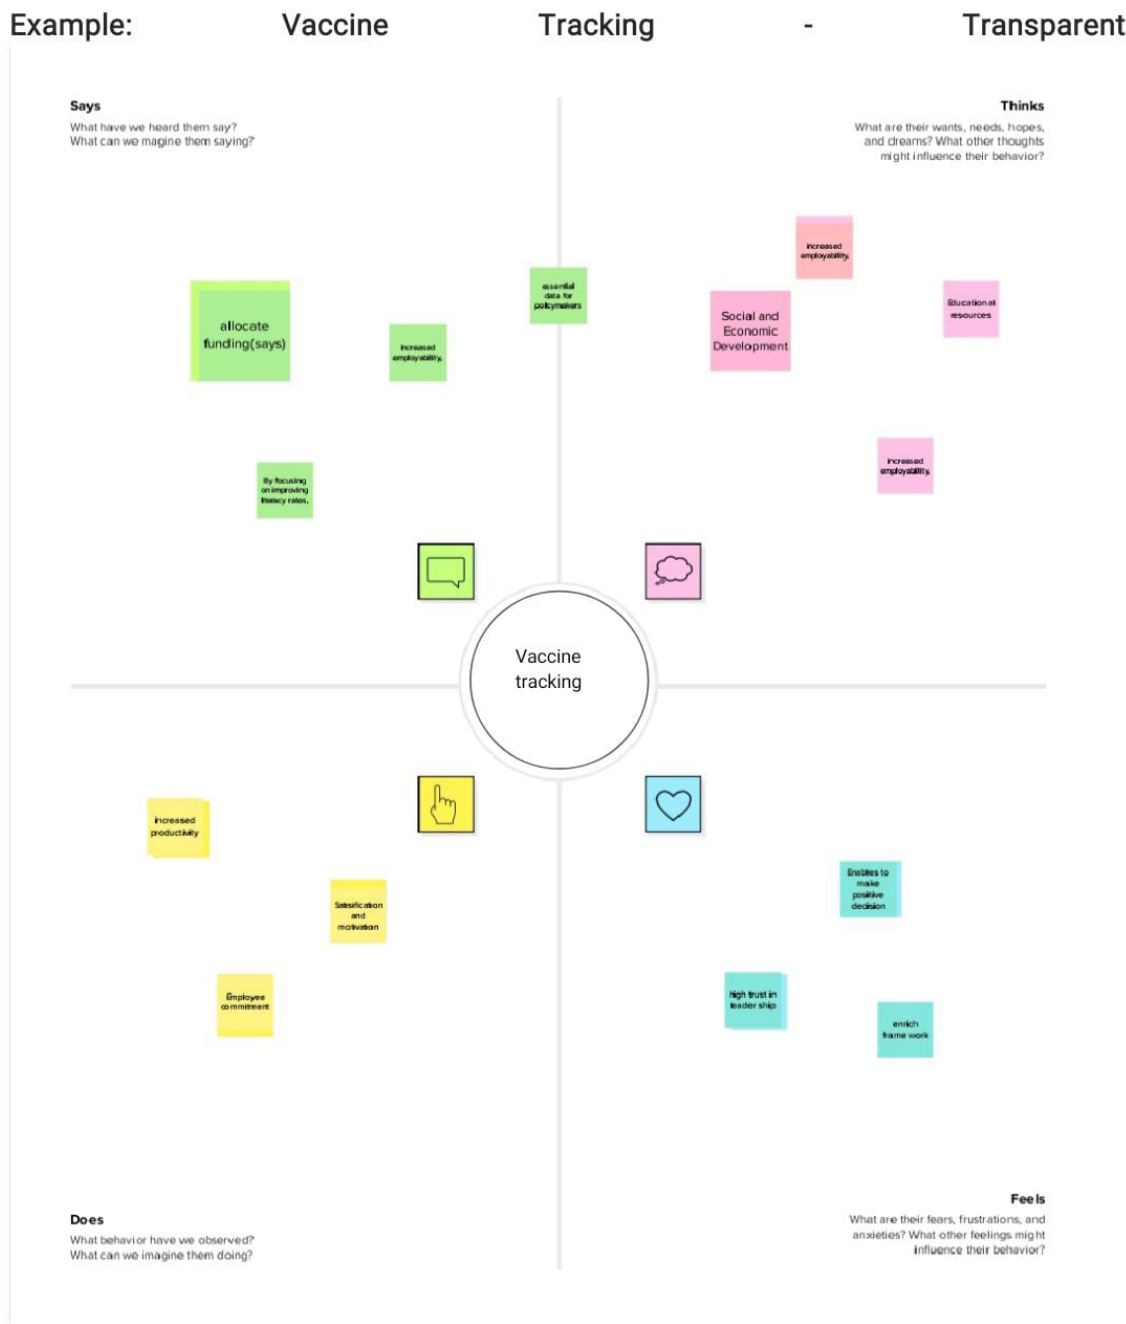 Example: Vaccine Tracking - Transparent
Says
What have we heard them say?
What can we magine them saying?
Thinks
What are their wants, needs, hopes,
and dreams? What other thoughts
might influence their behavior?
allocate
funding(says)
increased
employability,
essential
data for
policymakers
By focusing
on improving
literacy rates,
increased
employability,
Social and
Economic
Development
Educational
resources
increased
employability,
Vaccine
tracking
increased
productivity
Satisification
and
motivation
Employee
commitment
Enables to
make
positive
decision
high trust in
leader ship
enrich
frame work
Does
What behavior have we observed?
What can we imagine them doing?
Feels
What are their fears, frustrations, and
anxieties? What other feelings might
influence their behavior?